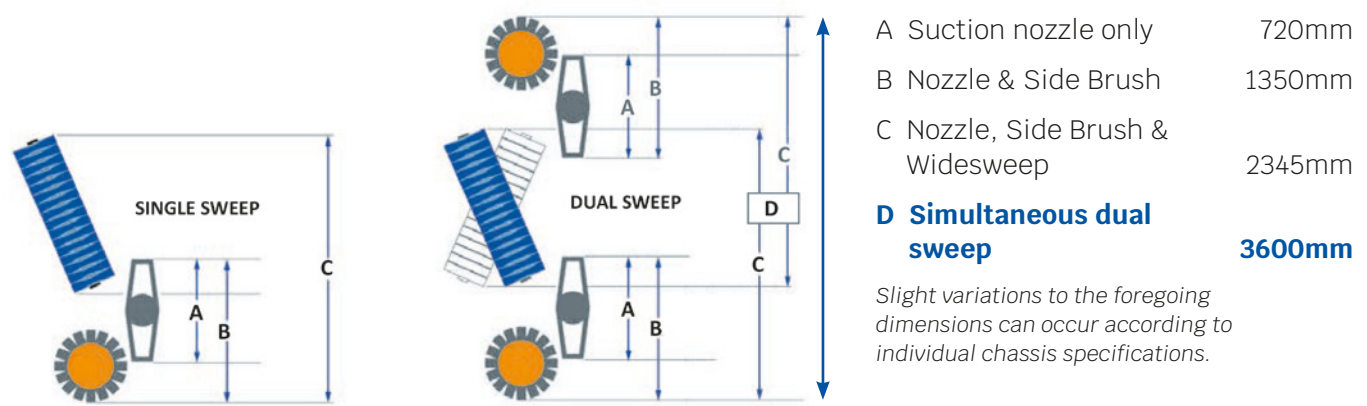 SINGLE SWEEP
A
B
C
DUAL SWEEP
A
B
C
D
C
A
B
A Suction nozzle only 720mm
B Nozzle & Side Brush 1350mm
C Nozzle, Side Brush &
Widesweep 2345mm
D Simultaneous dual
sweep 3600mm
Slight variations to the foregoing
dimensions can occur according to
individual chassis specifications.